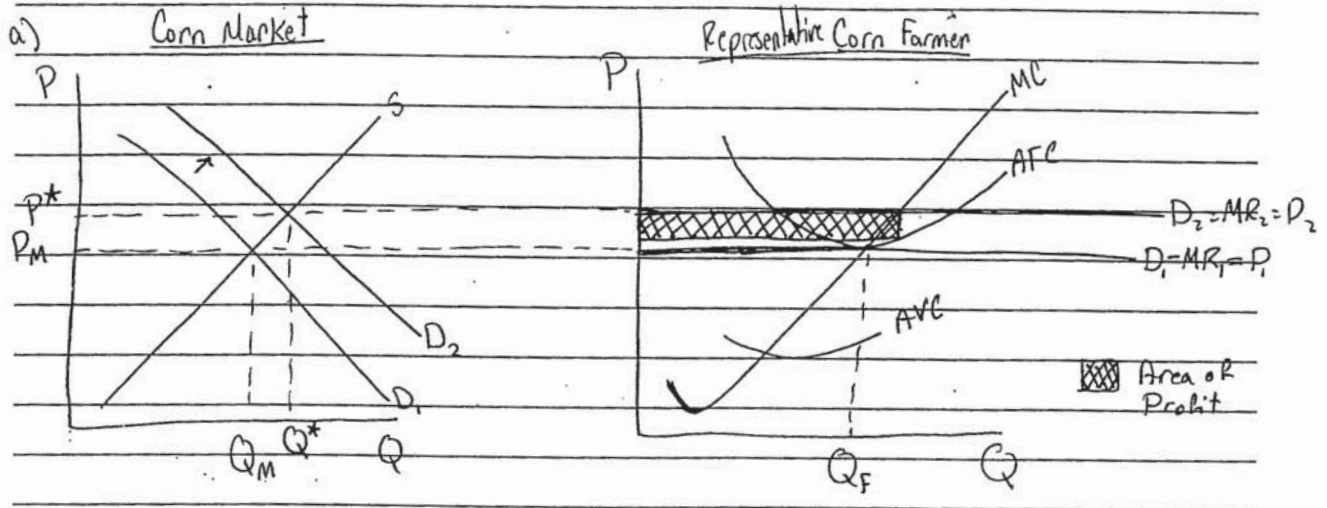 a) Corn Market
Representative Corn Farmer
P
S
P*
PM
D2
D1
QM Q* Q
P
MC
ATC
D2=MR2=P2
D1=MR1=P1
AVC
Area of
Profit
QF Q